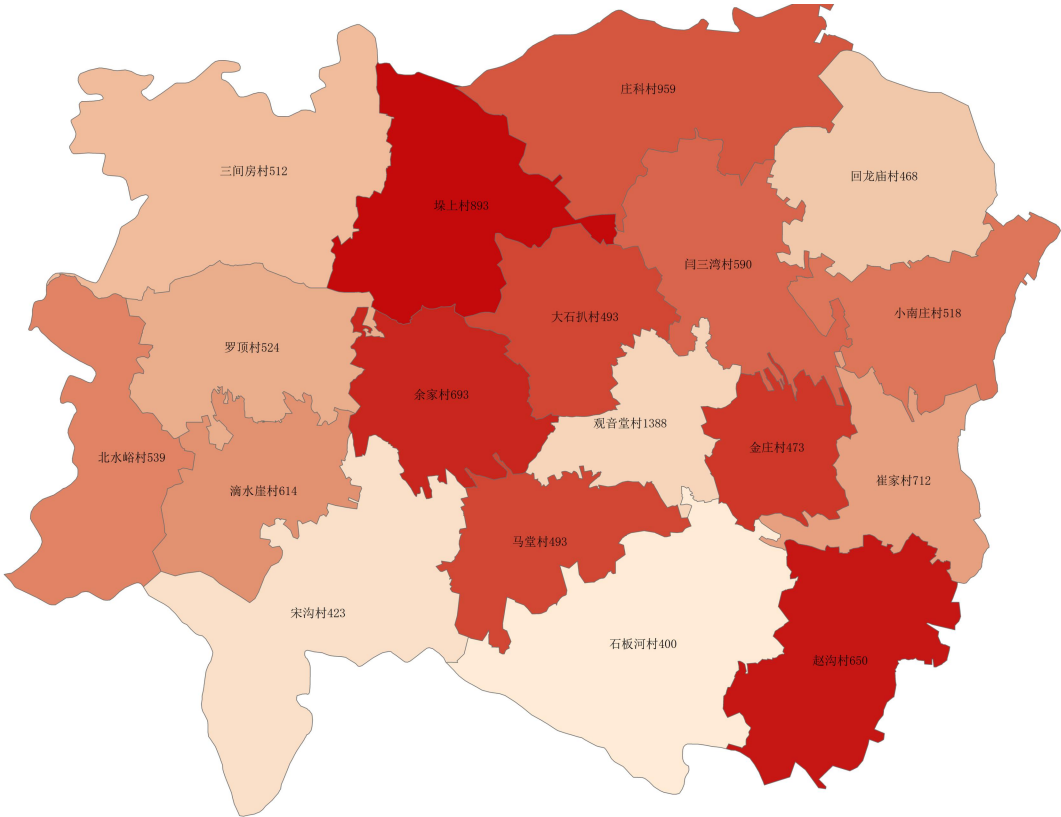 庄科村959
三间房村512
回龙庙村468
垛上村893
闫三湾村590
小南庄村518
大石扒村493
罗顶村524
余家村693
观音堂村1388
金庄村473
北水峪村539
崔家村712
滴水崖村614
马堂村493
宋沟村423
石板河村400
赵沟村650